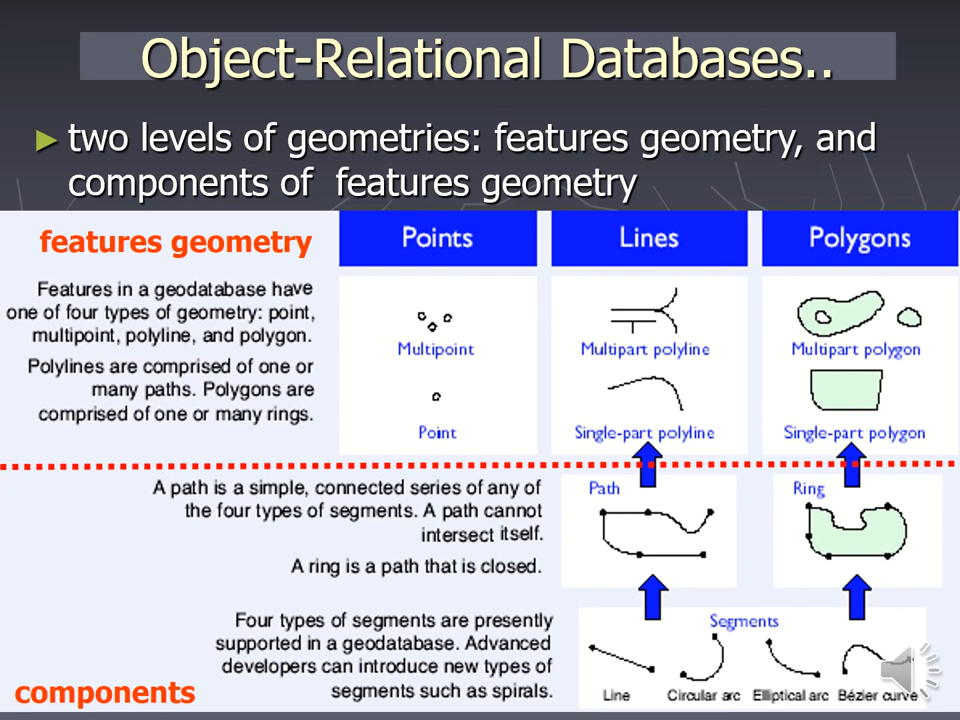 Object-Relational Databases..
► two levels of geometries: features geometry, and
components of features geometry
features geometry
Points
Lines
Polygons
Features in a geodatabase have
one of four types of geometry: point,
multipoint, polyline, and polygon.
Polylines are comprised of one or
many paths. Polygons are
comprised of one or many rings.
Multipoint
Multipart polyline
Multipart polygon
Point
Single-part polyline
Single-part polygon
A path is a simple, connected series of any of
the four types of segments. A path cannot
intersect itself.
A ring is a path that is closed.
Path
Ring
Four types of segments are presently
supported in a geodatabase. Advanced
developers can introduce new types of
segments such as spirals.
Segments
Line
Circular arc
Elliptical arc
Bézier curve
components